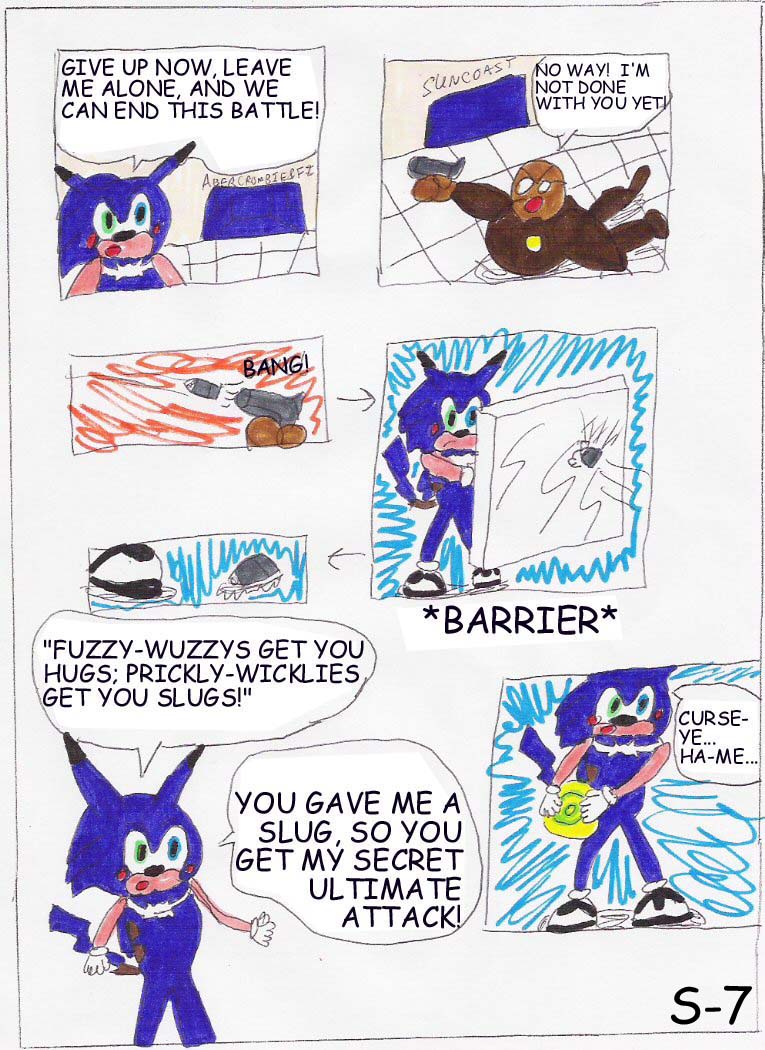 GIVE UP NOW, LEAVE
ME ALONE, AND WE
CAN END THIS BATTLE!
ABERCROMBIE&FI
SUNCOAST
NO WAY! I'M
NOT DONE
WITH YOU YET!
BANG!
*BARRIER*
"FUZZY-WUZZYS GET YOU
HUGS; PRICKLY-WICKLIES
GET YOU SLUGS!"
YOU GAVE ME A
SLUG, SO YOU
GET MY SECRET
ULTIMATE
ATTACK!
CURSE-
YE...
HA-ME...
S-7